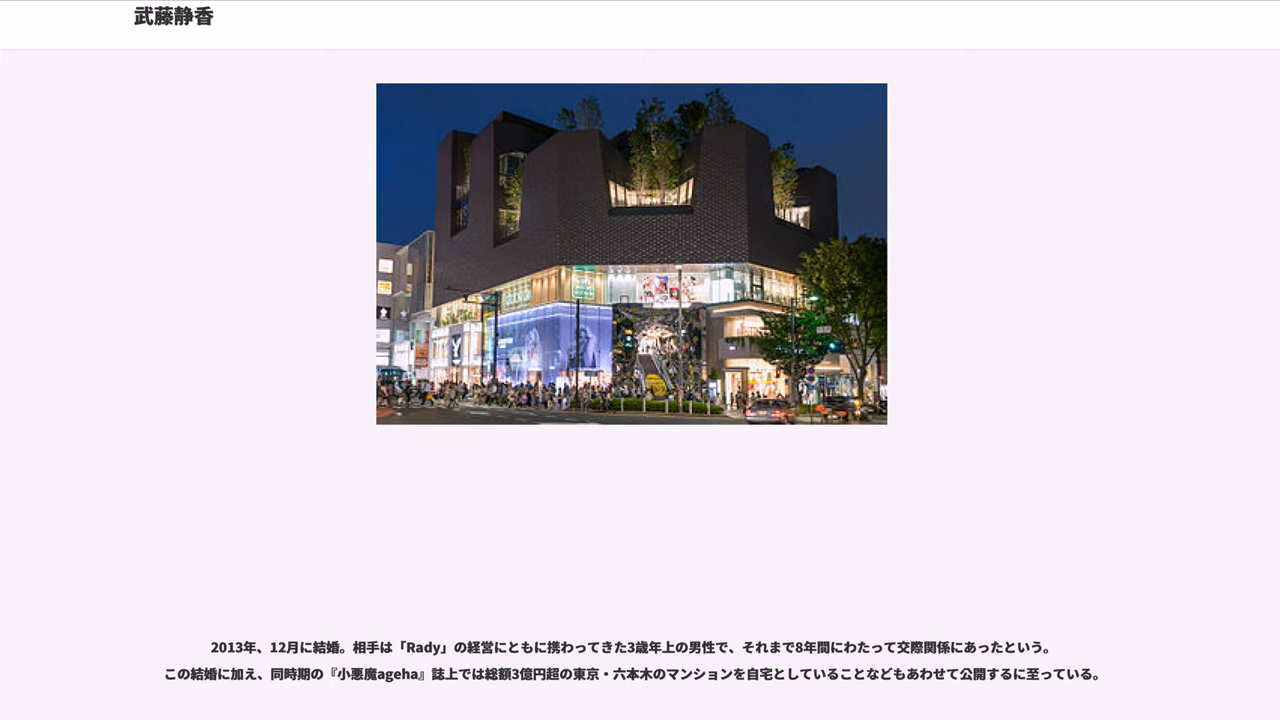 武藤静香
2013年、12月に結婚。相手は「Rady」の経営にともに携わってきた3歳年上の男性で、それまで8年間にわたって交際関係にあったという。
この結婚に加え、同時期の『小悪魔ageha』誌上では総額3億円超の東京・六本木のマンションを自宅としていることなどもあわせて公開するに至っている。